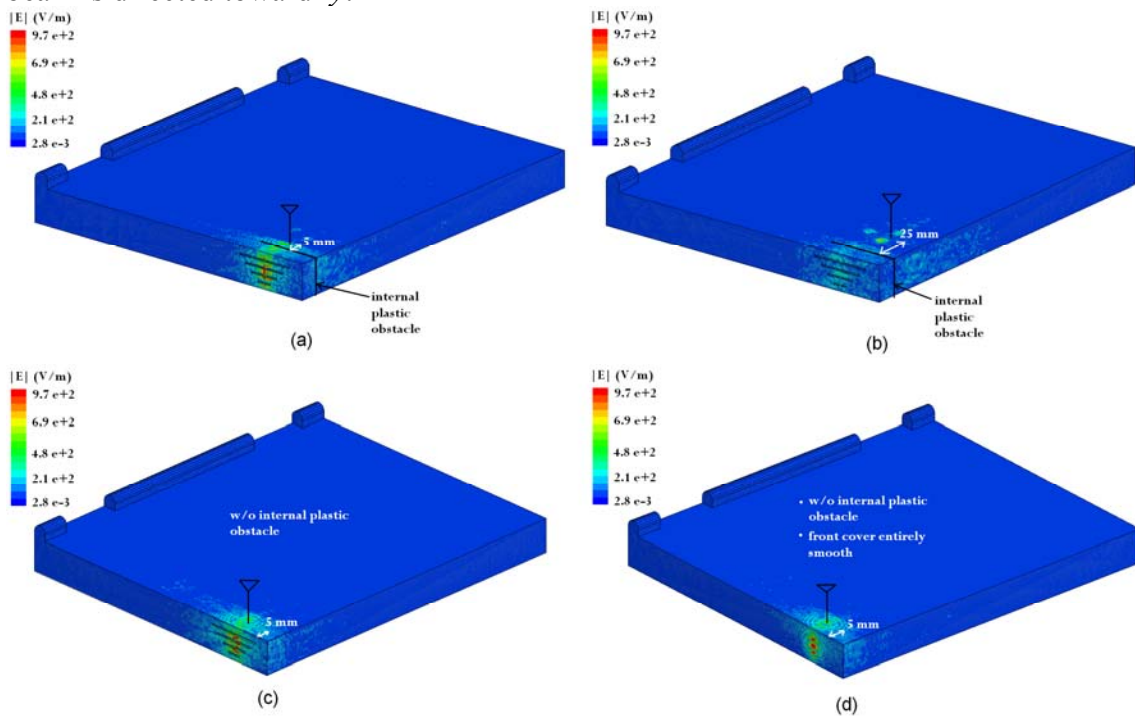 |E| (V/m)
9.7 e+2
6.9 e+2
4.8 e+2
2.1 e+2
2.8 e-3
5 mm
internal
plastic
obstacle
(a)
|E| (V/m)
9.7 e+2
6.9 e+2
4.8 e+2
2.1 e+2
2.8 e-3
25 mm
internal
plastic
obstacle
(b)
|E| (V/m)
9.7 e+2
6.9 e+2
4.8 e+2
2.1 e+2
2.8 e-3
w/o internal plastic
obstacle
5 mm
(c)
|E| (V/m)
9.7 e+2
6.9 e+2
4.8 e+2
2.1 e+2
2.8 e-3
• w/o internal plastic
obstacle
• front cover entirely
smooth
5 mm
(d)